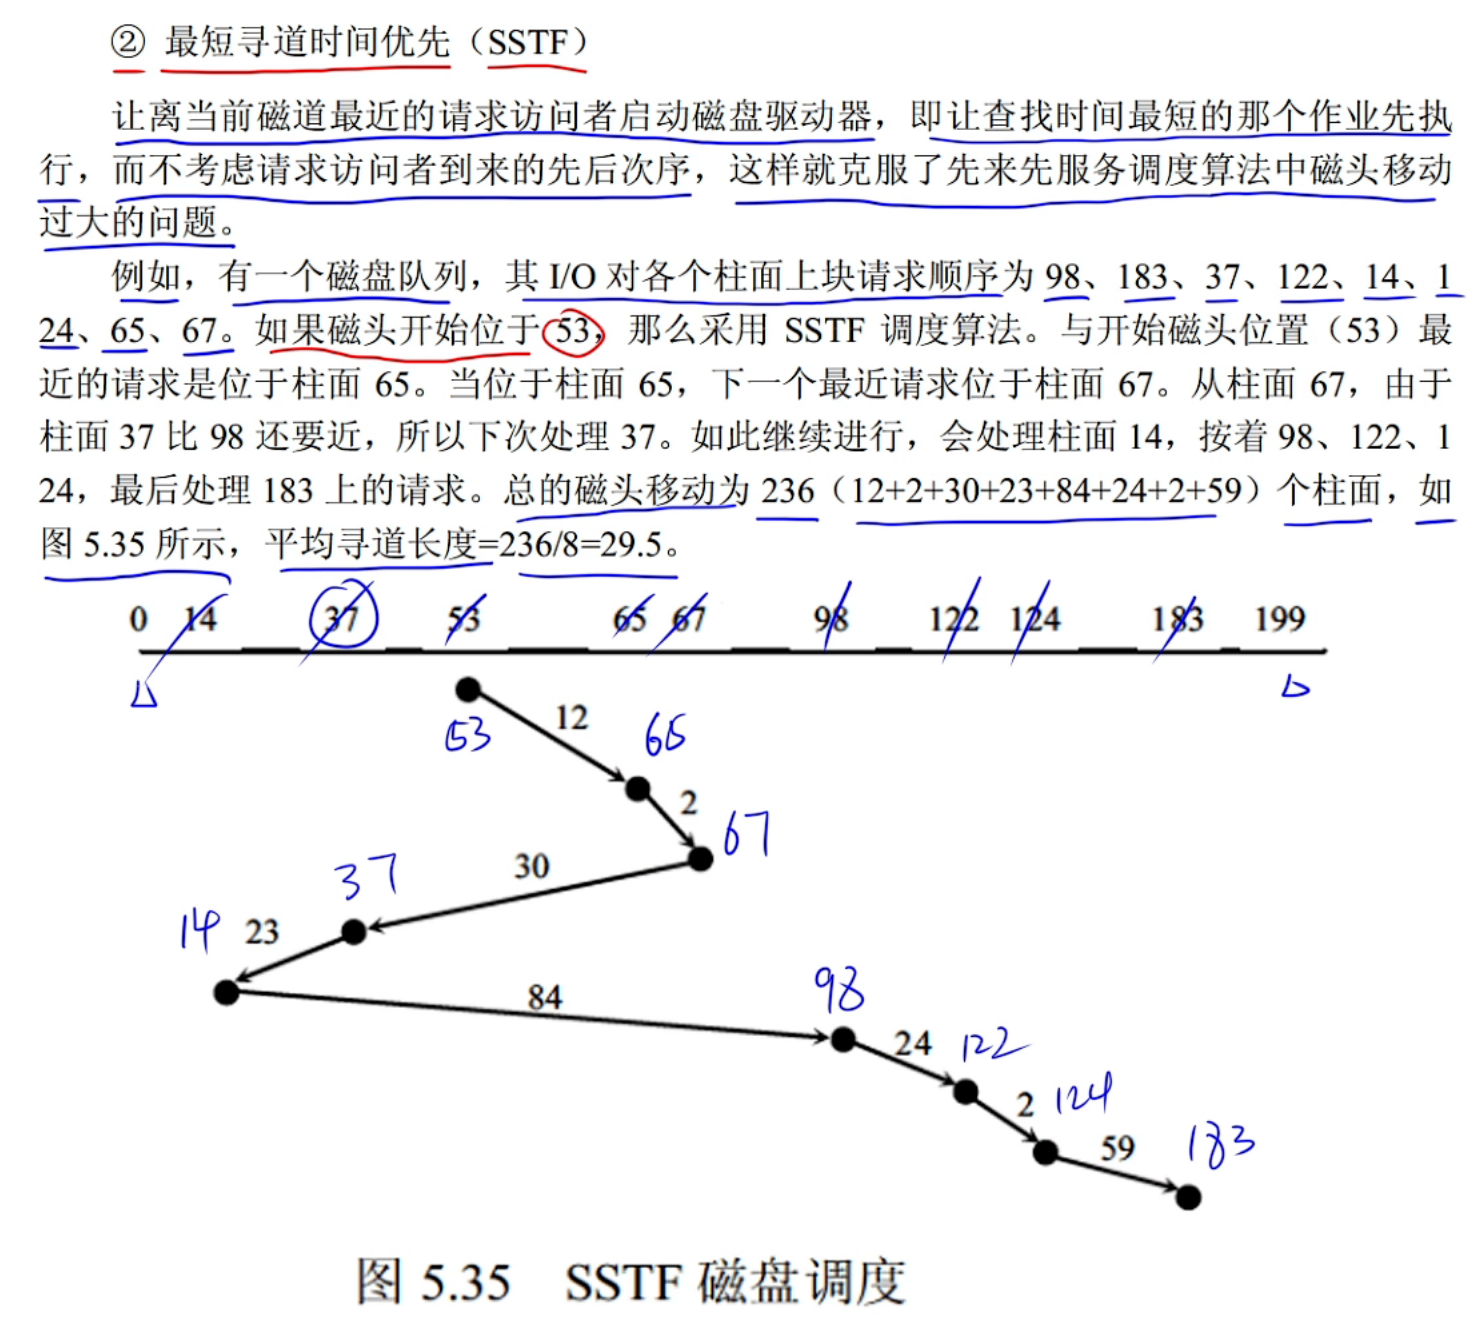 ② 最短寻道时间优先（SSTF）
让离当前磁道最近的请求访问者启动磁盘驱动器，即让查找时间最短的那个作业先执
行，而不考虑请求访问者到来的先后次序，这样就克服了先来先服务调度算法中磁头移动
过大的问题。
例如，有一个磁盘队列，其 I/O 对各个柱面上块请求顺序为 98、183、37、122、14、1
24、65、67。如果磁头开始位于 53，那么采用 SSTF 调度算法。与开始磁头位置（53）最
近的请求是位于柱面 65。当位于柱面 65，下一个最近请求位于柱面 67。从柱面 67，由于
柱面 37 比 98 还要近，所以下次处理 37。如此继续进行，会处理柱面 14，按着 98、122、1
24，最后处理 183 上的请求。总的磁头移动为 236（12+2+30+23+84+24+2+59）个柱面，如
图 5.35 所示，平均寻道长度=236/8=29.5。
0 14 37 53 65 67 98 122 124 183 199
12
53 65
2
67
30
37
14 23
98
84
24 122
2 124
59 183
图 5.35 SSTF 磁盘调度